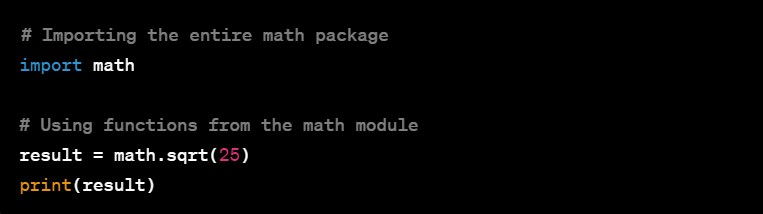 # Importing the entire math package
import math
# Using functions from the math module
result = math.sqrt(25)
print(result)